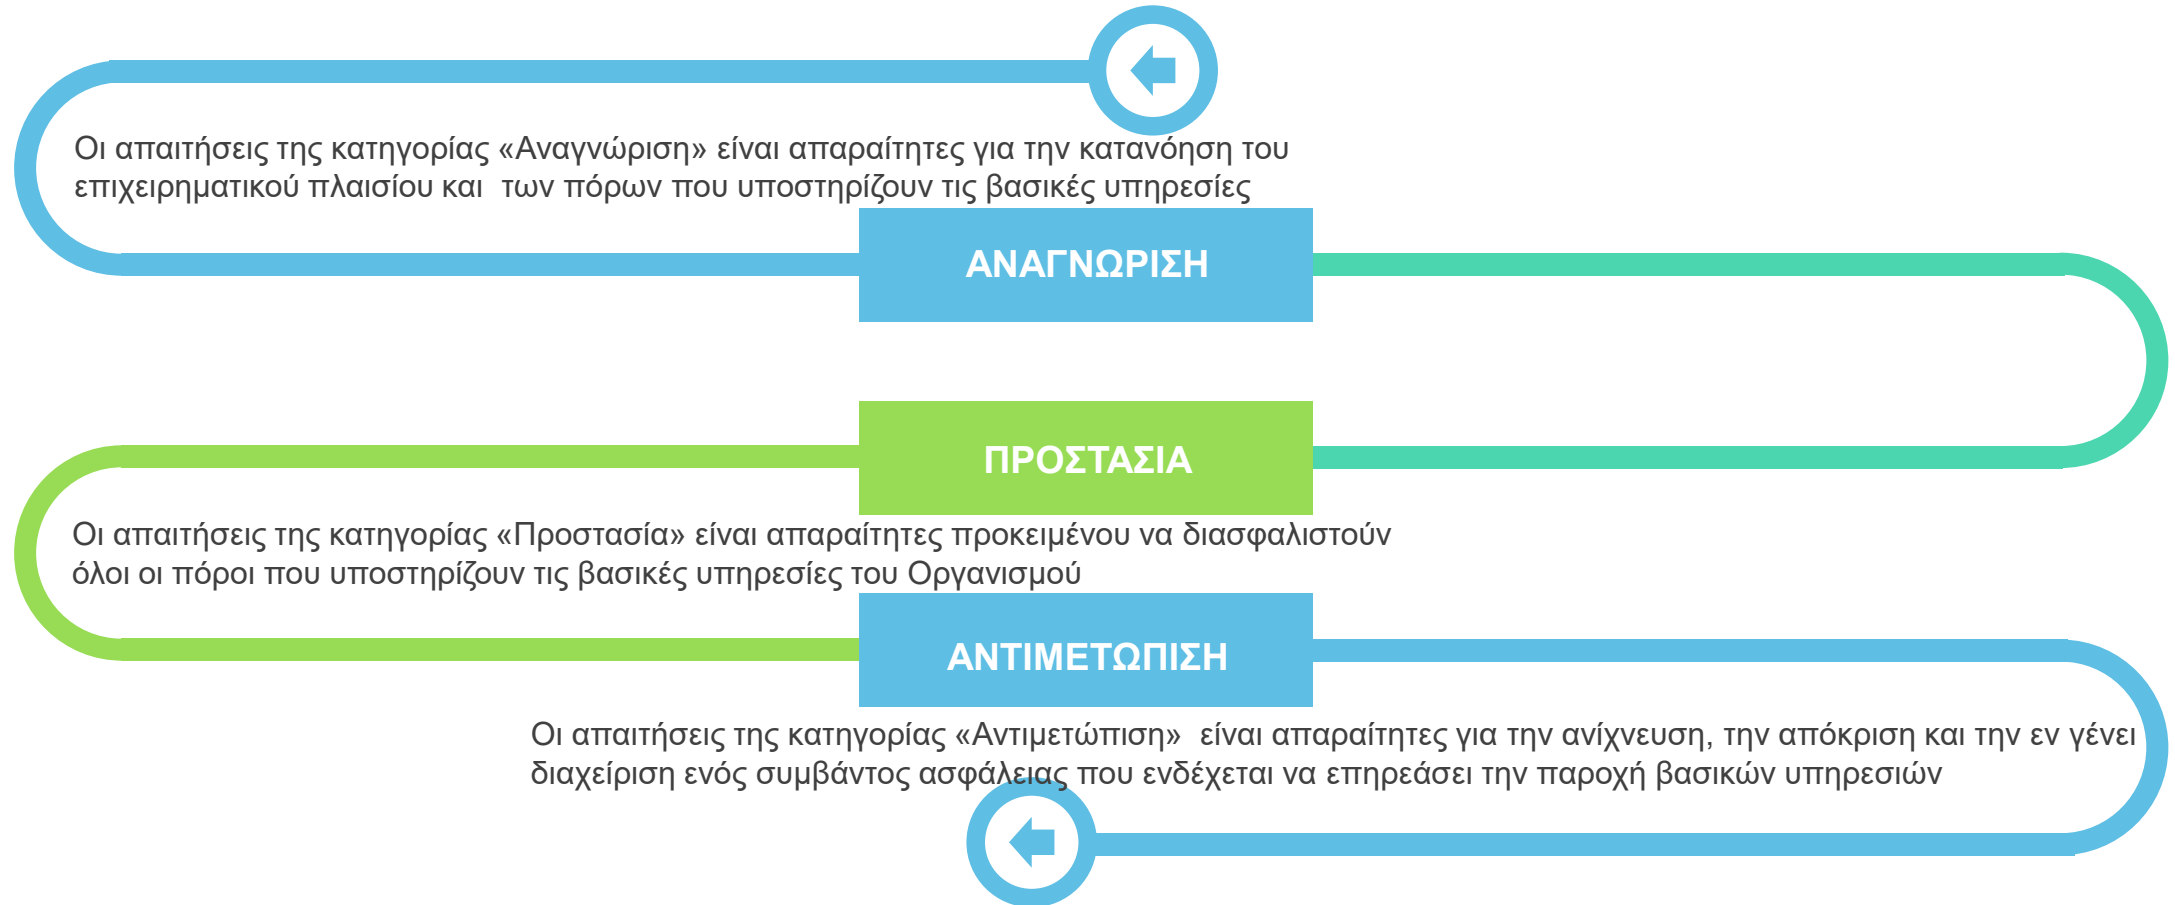 Οι απαιτήσεις της κατηγορίας «Αναγνώριση» είναι απαραίτητες για την κατανόηση του
επιχειρηματικού πλαισίου και  των πόρων που υποστηρίζουν τις βασικές υπηρεσίες
ΑΝΑΓΝΩΡΙΣΗ
ΠΡΟΣΤΑΣΙΑ
Οι απαιτήσεις της κατηγορίας «Προστασία» είναι απαραίτητες προκειμένου να διασφαλιστούν
όλοι οι πόροι που υποστηρίζουν τις βασικές υπηρεσίες του Οργανισμού
ΑΝΤΙΜΕΤΩΠΙΣΗ
Οι απαιτήσεις της κατηγορίας «Αντιμετώπιση»  είναι απαραίτητες για την ανίχνευση, την απόκριση και την εν γένει
διαχείριση ενός συμβάντος ασφάλειας που ενδέχεται να επηρεάσει την παροχή βασικών υπηρεσιών